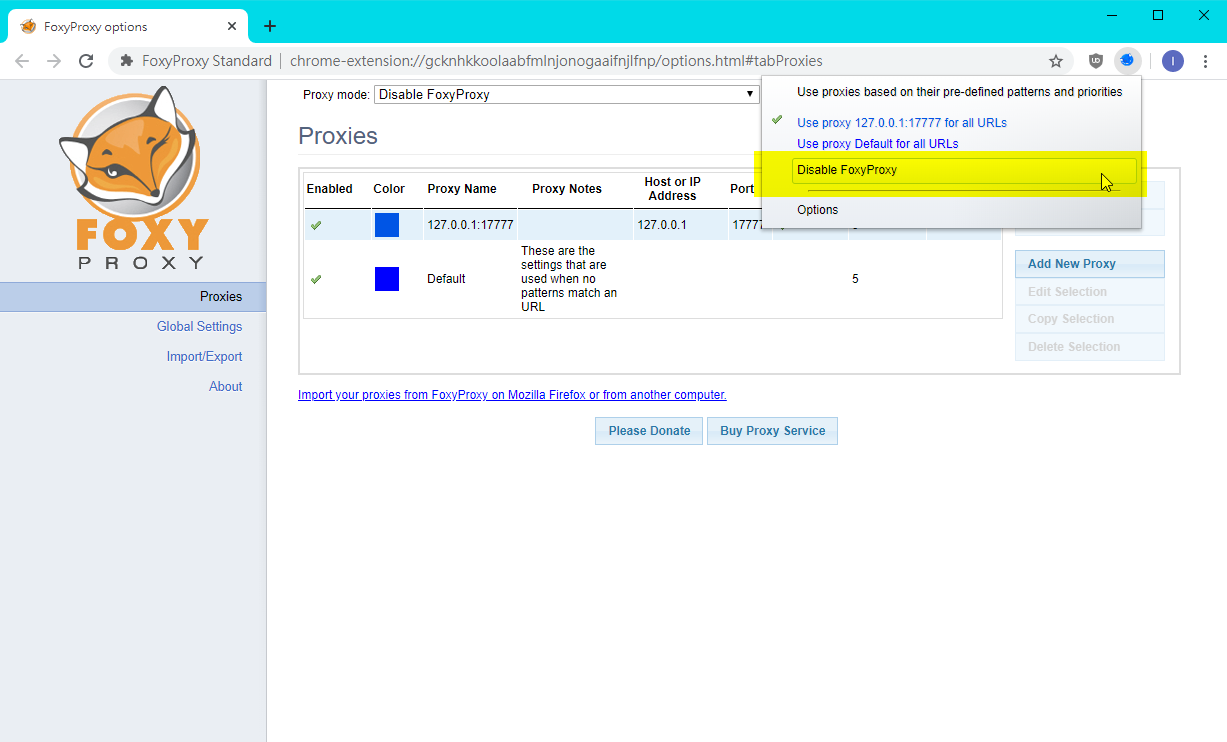 FoxyProxy options
FoxyProxy Standard
chrome-extension://gcknhkkoolaabfmlnjonogaaifnjlfnp/options.html#tabProxies
UD
I
FOXY
PROXY
Proxies
Global Settings
Import/Export
About
Proxy mode: Disable FoxyProxy
Use proxies based on their pre-defined patterns and priorities
Use proxy 127.0.0.1:17777 for all URLs
Use proxy Default for all URLs
Disable FoxyProxy
Options
Proxies
Enabled Color Proxy Name Proxy Notes Host or IP Address Port
127.0.0.1:17777 127.0.0.1 17777
Default
These are the
settings that are
used when no
patterns match an
URL
5
Add New Proxy
Edit Selection
Copy Selection
Delete Selection
Import your proxies from FoxyProxy on Mozilla Firefox or from another computer.
Please Donate
Buy Proxy Service